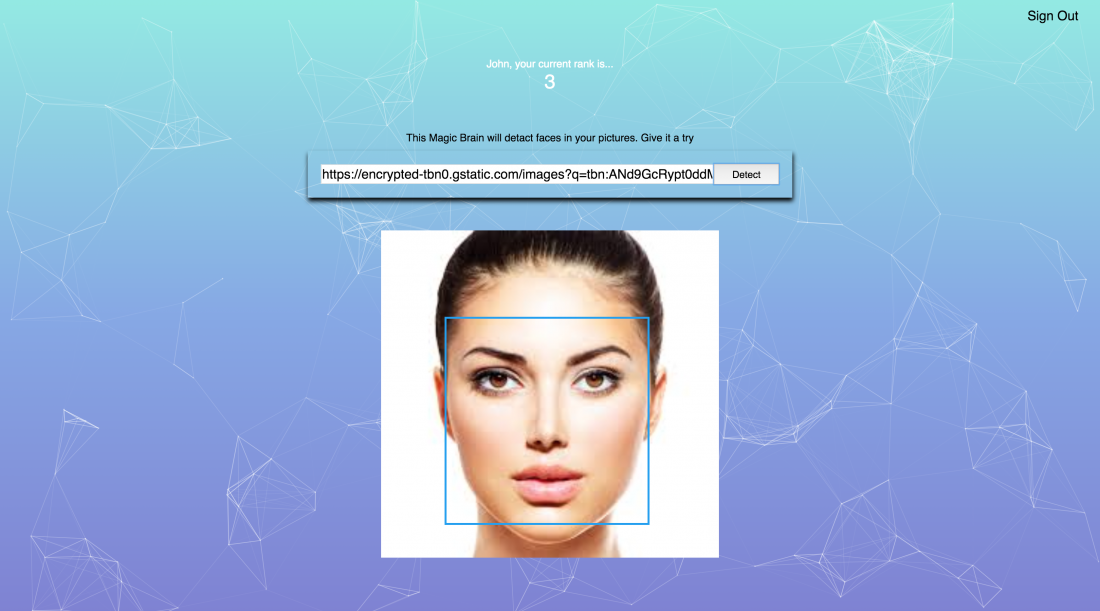 Sign Out
John, your current rank is...
3
This Magic Brain will detact faces in your pictures. Give it a try
https://encrypted-tbn0.gstatic.com/images?q=tbn:ANd9GcRypt0ddM
Detect